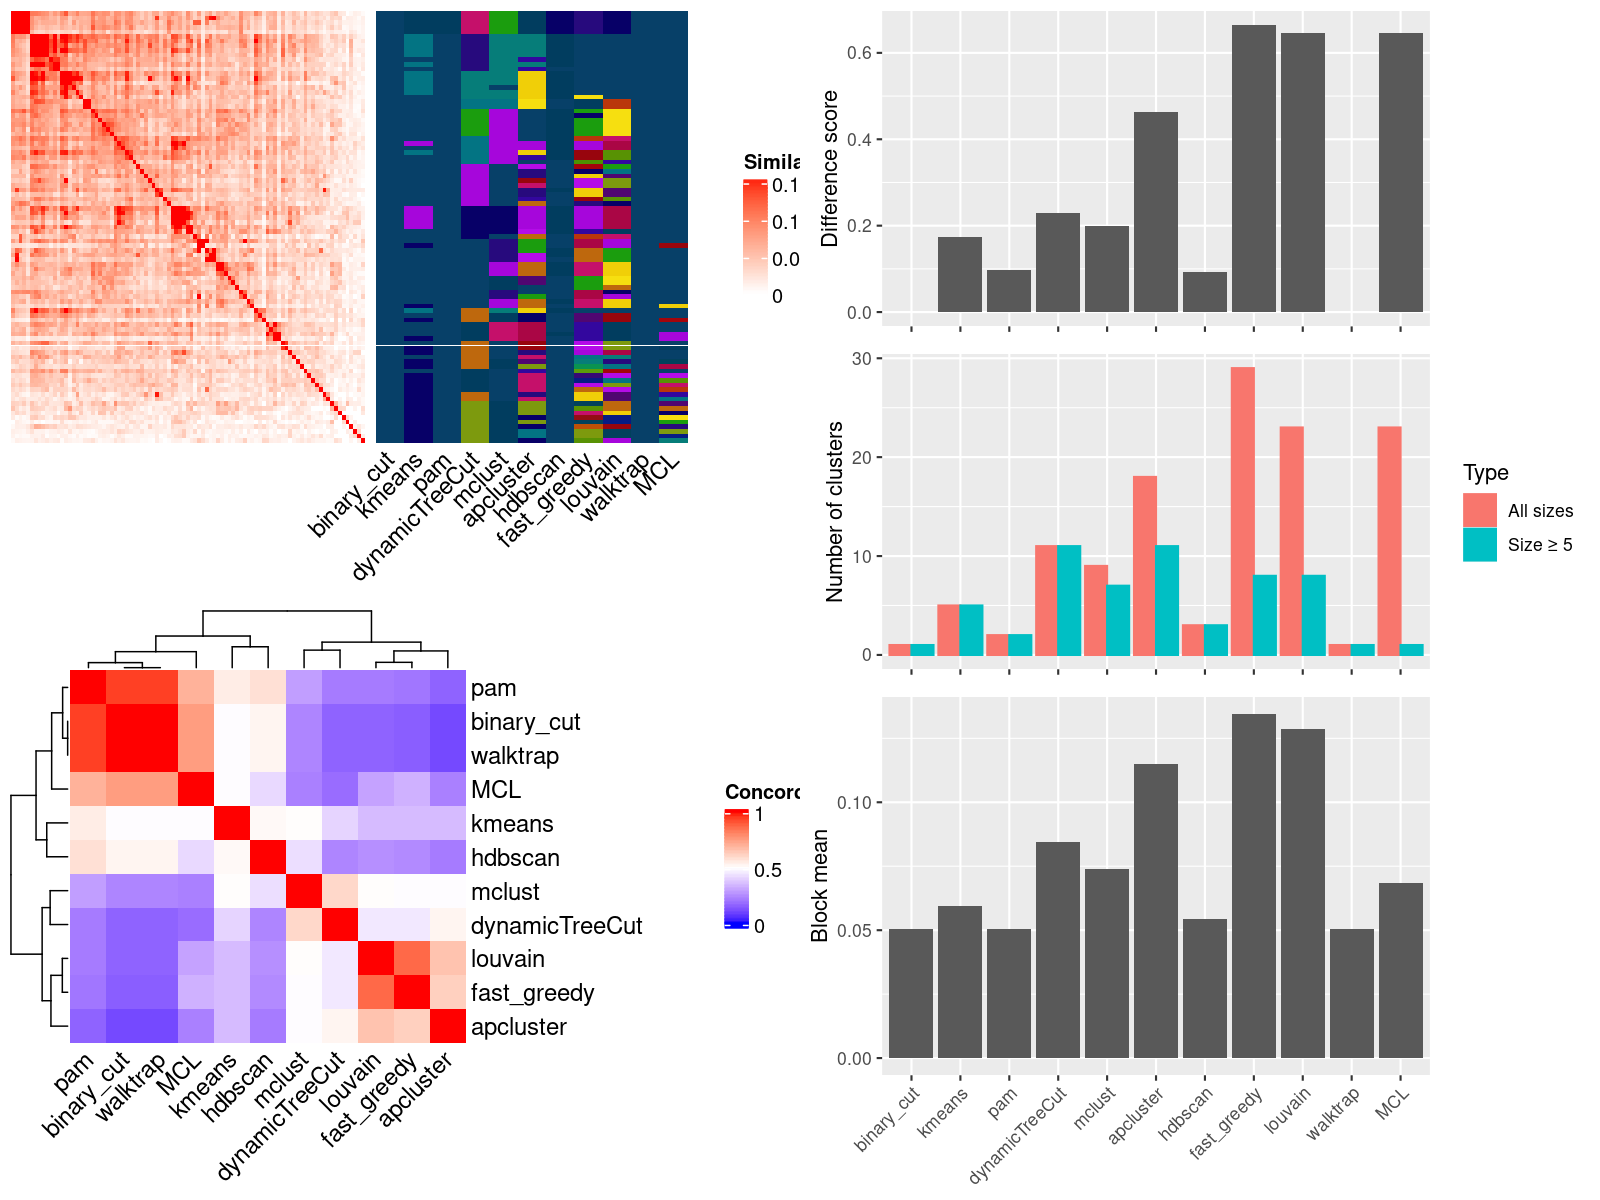 Simila
0.1
0.1
0.0
0
binary_cut
kmeans
pam
dynamicTreeCut
mclust
apcluster
hdbscan
fast_greedy
louvain
walktrap
MCL
pam
binary_cut
walktrap
MCL
kmeans
hdbscan
mclust
dynamicTreeCut
louvain
fast_greedy
apcluster
pam
binary_cut
walktrap
MCL
kmeans
hdbscan
mclust
dynamicTreeCut
louvain
fast_greedy
apcluster
Concorc
1
0.5
0
Difference score
0.6
0.4
0.2
0.0
Number of clusters
30
20
10
0
Type
All sizes
Size ≥ 5
Block mean
0.10
0.05
0.00
binary_cut
kmeans
pam
dynamicTreeCut
mclust
apcluster
hdbscan
fast_greedy
louvain
walktrap
MCL